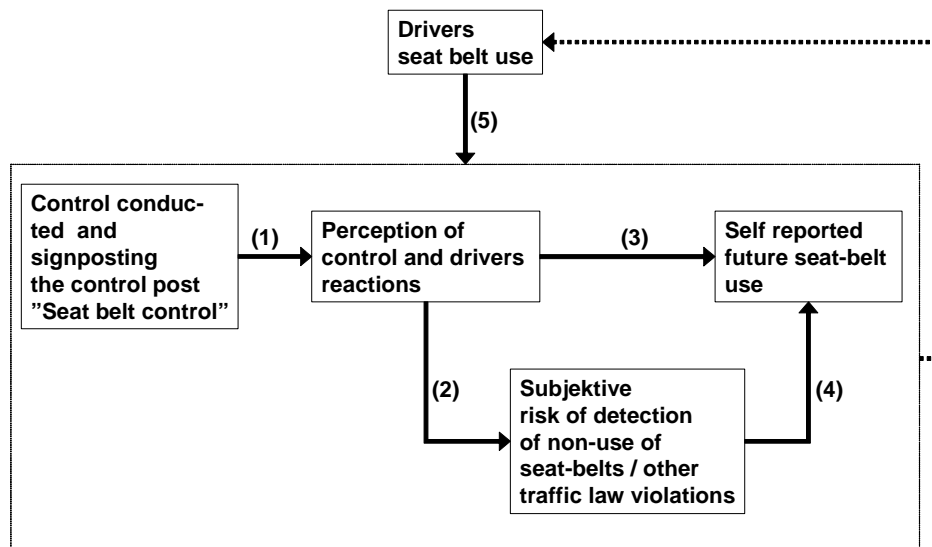 Drivers
seat belt use
(5)
Control conduc-
ted and
signposting
the control post
”Seat belt control”
(1)
Perception of
control and drivers
reactions
(3)
Self reported
future seat-belt
use
(2)
Subjektive
risk of detection
of non-use of
seat-belts / other
traffic law violations
(4)